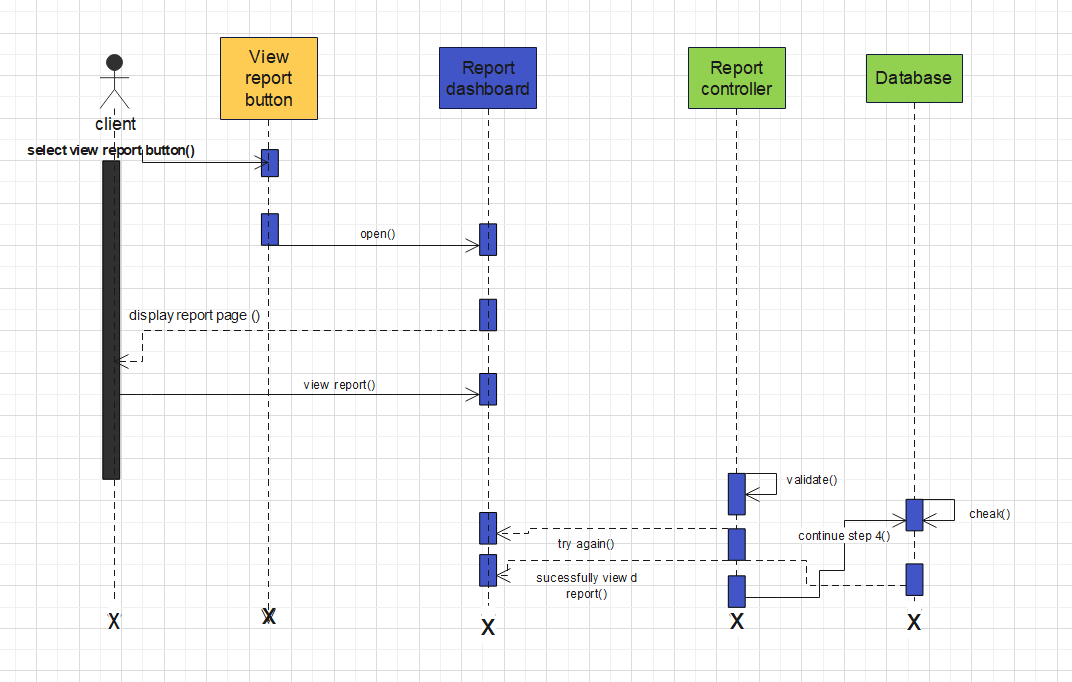 View
report
button
Report
dashboard
Report
controller
Database
client
select view report button()
open()
display report page ()
view report()
validate()
cheak()
continue step 4()
try again()
sucessfully view d
report()
X
X
X
X
X